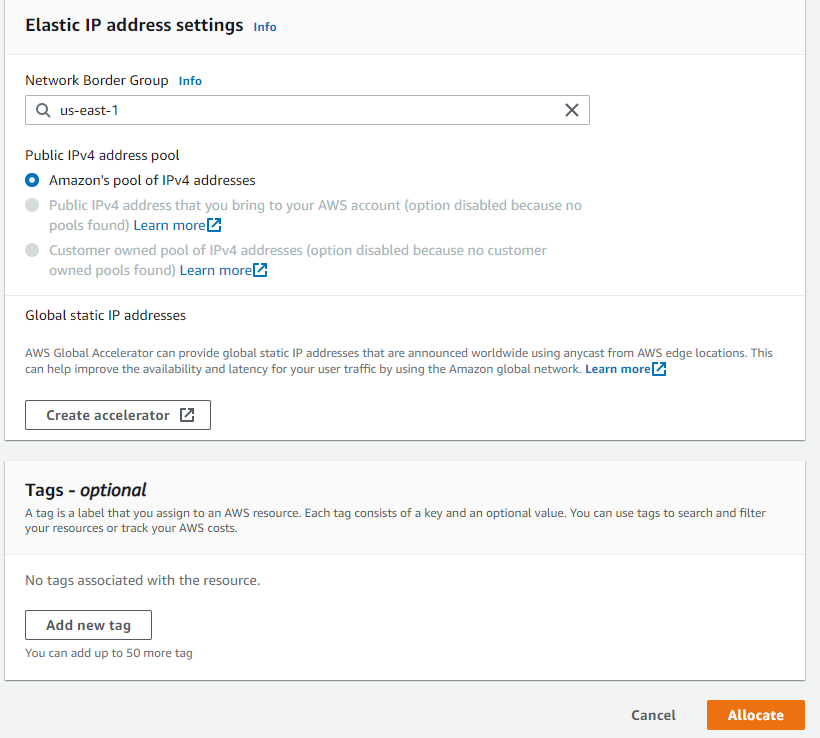 Elastic IP address settings Info
Network Border Group Info
us-east-1
Public IPv4 address pool
Amazon's pool of IPv4 addresses
Public IPv4 address that you bring to your AWS account (option disabled because no
pools found) Learn more
Customer owned pool of IPv4 addresses (option disabled because no customer
owned pools found) Learn more
Global static IP addresses
AWS Global Accelerator can provide global static IP addresses that are announced worldwide using anycast from AWS edge locations. This
can help improve the availability and latency for your user traffic by using the Amazon global network. Learn more
Create accelerator
Tags - optional
A tag is a label that you assign to an AWS resource. Each tag consists of a key and an optional value. You can use tags to search and filter
your resources or track your AWS costs.
No tags associated with the resource.
Add new tag
You can add up to 50 more tag
Cancel Allocate